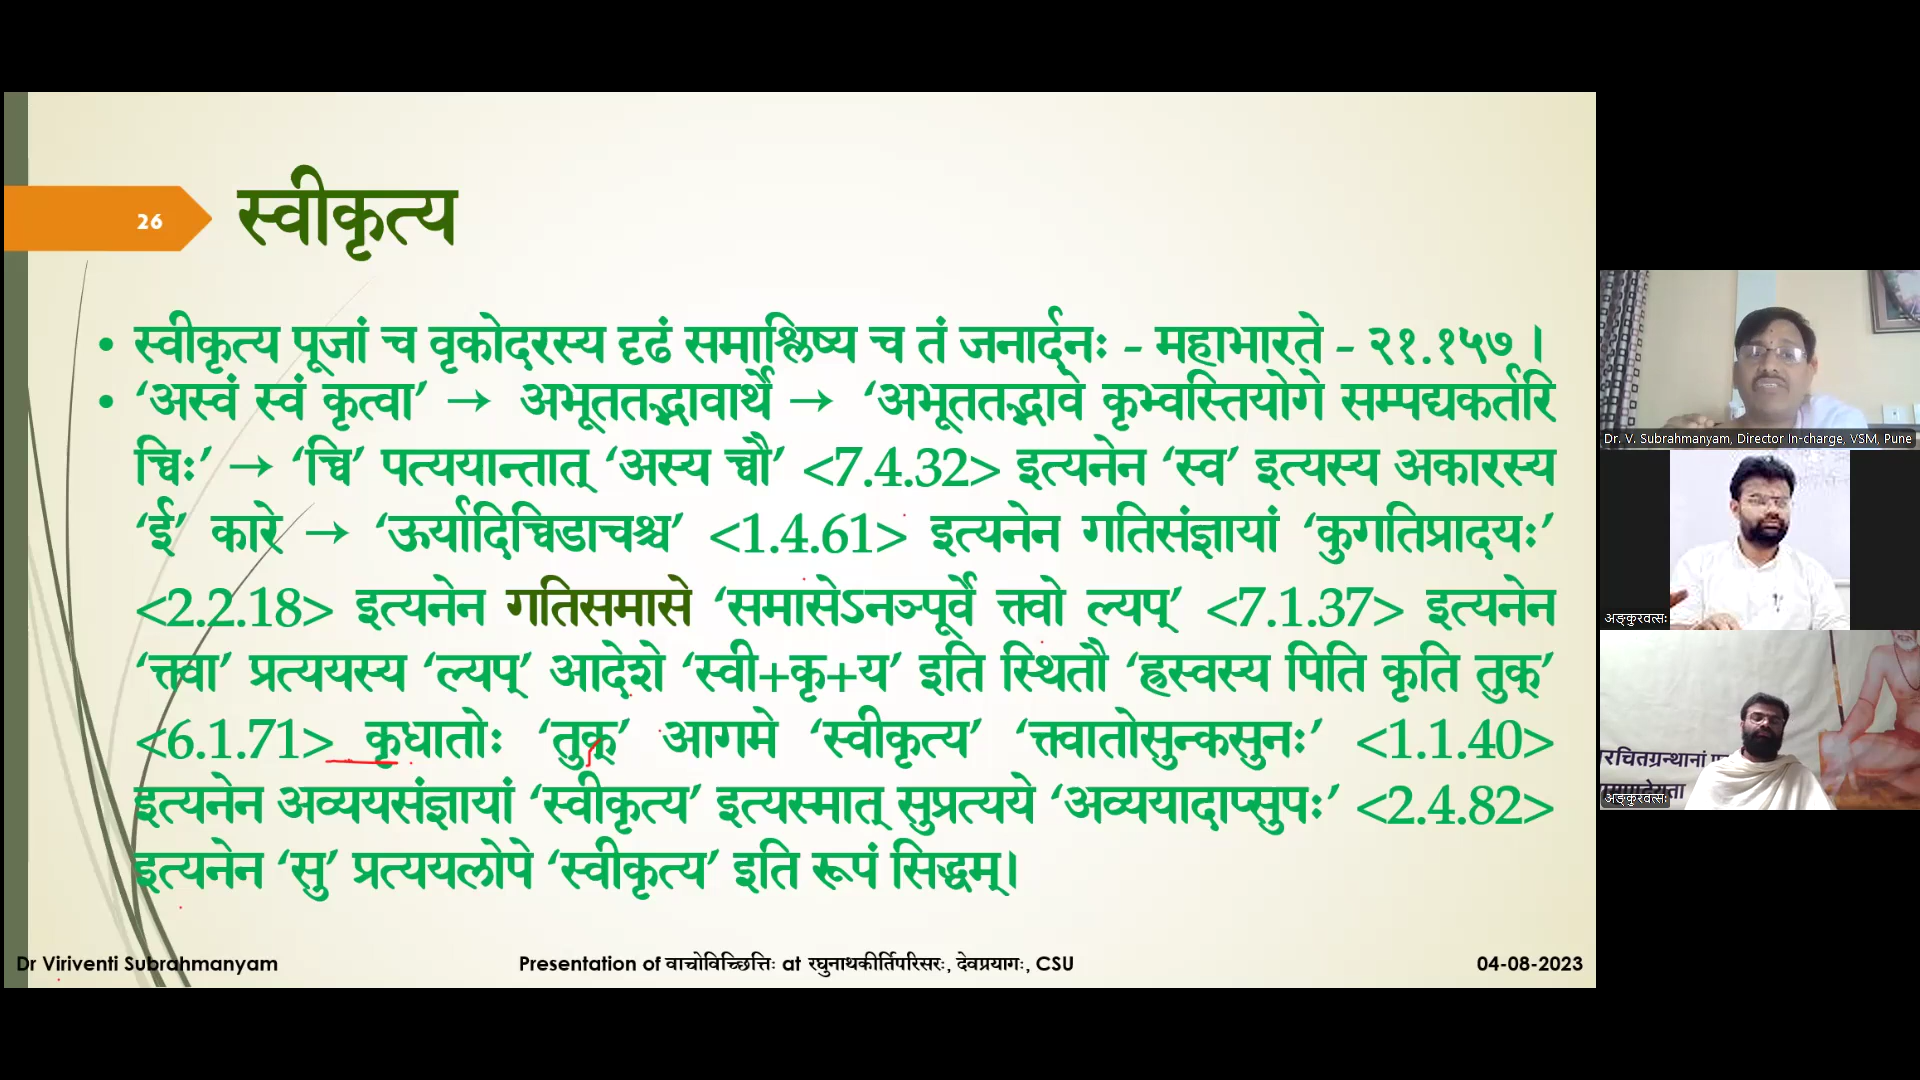 26
स्वीकृत्य
• स्वीकृत्य पूजां च वृकोदरस्य दृढं समाश्लिष्य च तं जनार्दनः - महाभारते - २१.१५७ ।
• ‘अस्वं स्वं कृत्वा’ → अभूततद्भावार्थे → ‘अभूततद्भावे कृभ्वस्तियोगे सम्पद्यकर्तरि
च्विः’ → ‘च्वि’ पत्ययान्तात् ‘अस्य च्वौ’ <7.4.32> इत्यनेन ‘स्व’ इत्यस्य अकारस्य
‘ई’ कारे → ‘ऊर्यादिच्विडाचश्च’ <1.4.61> इत्यनेन गतिसंज्ञायां ‘कुगतिप्रादयः’
<2.2.18> इत्यनेन गतिसमासे ‘समासेऽनञ्पूर्वे क्त्वो ल्यप्’ <7.1.37> इत्यनेन
‘क्त्वा’ प्रत्ययस्य ‘ल्यप्’ आदेशे ‘स्वी+कृ+य’ इति स्थितौ ‘ह्रस्वस्य पिति कृति तुक्’
<6.1.71> कृधातोः ‘तुक्’ आगमे ‘स्वीकृत्य’ ‘क्त्वातोसुन्कसुनः’ <1.1.40>
इत्यनेन अव्ययसंज्ञायां ‘स्वीकृत्य’ इत्यस्मात् सुप्रत्यये ‘अव्ययादाप्सुपः’ <2.4.82>
इत्यनेन ‘सु’ प्रत्ययलोपे ‘स्वीकृत्य’ इति रूपं सिद्धम्।
Dr Viriventi Subrahmanyam
Presentation of वाचोविच्छित्तिः at रघुनाथकीर्तिपरिसरः, देवप्रयागः, CSU
04-08-2023
Dr. V. Subrahmanyam, Director In-charge, VSM, Pune
अङ्कुरवत्सः
रचितग्रन्थानां
अङ्कुरवत्सः